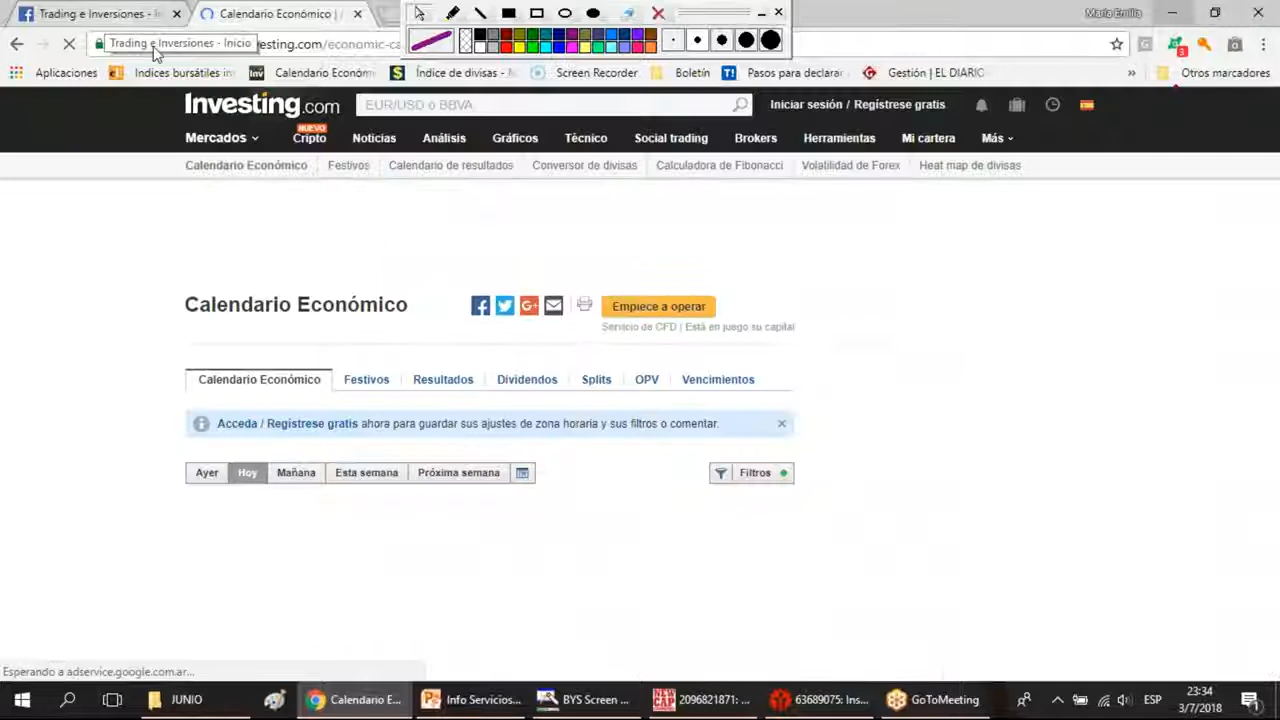 Trading e Inversiones - I
Calendario Económico |
Mario Emilio
Trading e Inversiones - Inicio
vesting.com/economic-ca
Aplicaciones
Índices bursátiles in
Calendario Económ
Índice de divisas -
Screen Recorder
Boletín
Pasos para declarar
Gestión | EL DIARIO
»
Otros marcadores
Investing.com
EUR/USD o BBVA
Iniciar sesión / Regístrese gratis
Mercados
NUEVO
Cripto
Noticias
Análisis
Gráficos
Técnico
Social trading
Brokers
Herramientas
Mi cartera
Más
Calendario Económico
Festivos
Calendario de resultados
Conversor de divisas
Calculadora de Fibonacci
Volatilidad de Forex
Heat map de divisas
Calendario Económico
Empiece a operar
Servicio de CFD | Está en juego su capital
Calendario Económico
Festivos
Resultados
Dividendos
Splits
OPV
Vencimientos
Acceda / Regístrese gratis ahora para guardar sus ajustes de zona horaria y sus filtros o comentar.
Ayer
Hoy
Mañana
Esta semana
Próxima semana
Filtros
Esperando a adservice.google.com.ar...
JUNIO
Calendario E...
Info Servicios...
BYS Screen ...
2096821871: ...
63689075: Ins...
GoToMeeting
ESP
23:34
3/7/2018